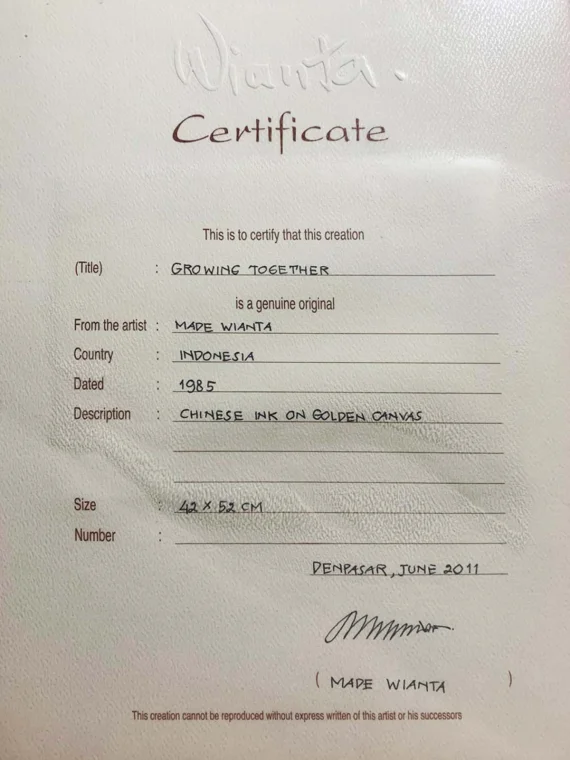 Wianta.
Certificate
This is to certify that this creation
(Title) : GROWING TOGETHER
is a genuine original
From the artist : MADE WIANTA
Country : INDONESIA
Dated : 1985
Description : CHINESE INK ON GOLDEN CANVAS
Size : 42 X 52 CM
Number :
DENPASAR, JUNE 2011
( MADE WIANTA )
This creation cannot be reproduced without express written of this artist or his successors